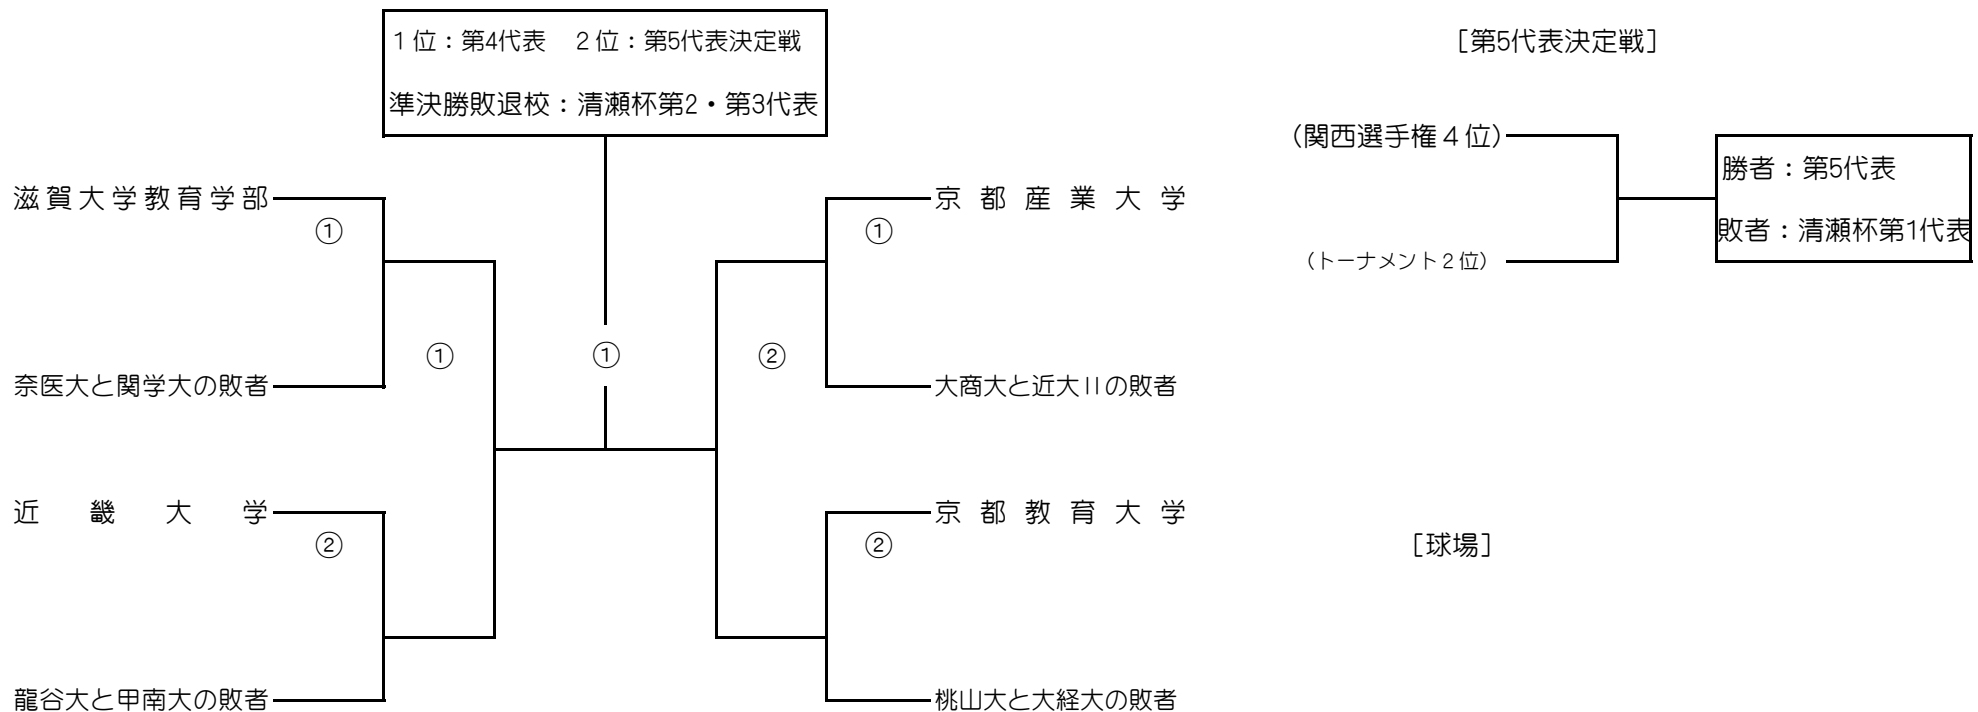 １位：第4代表　２位：第5代表決定戦
準決勝敗退校：清瀬杯第2・第3代表
[第5代表決定戦]
(関西選手権４位)
勝者：第5代表
敗者：清瀬杯第1代表
(トーナメント２位)
滋賀大学教育学部
①
京都産業大学
①
①
①
②
奈医大と関学大の敗者
大商大と近大IIの敗者
近畿大学
②
京都教育大学
②
[球場]
龍谷大と甲南大の敗者
桃山大と大経大の敗者